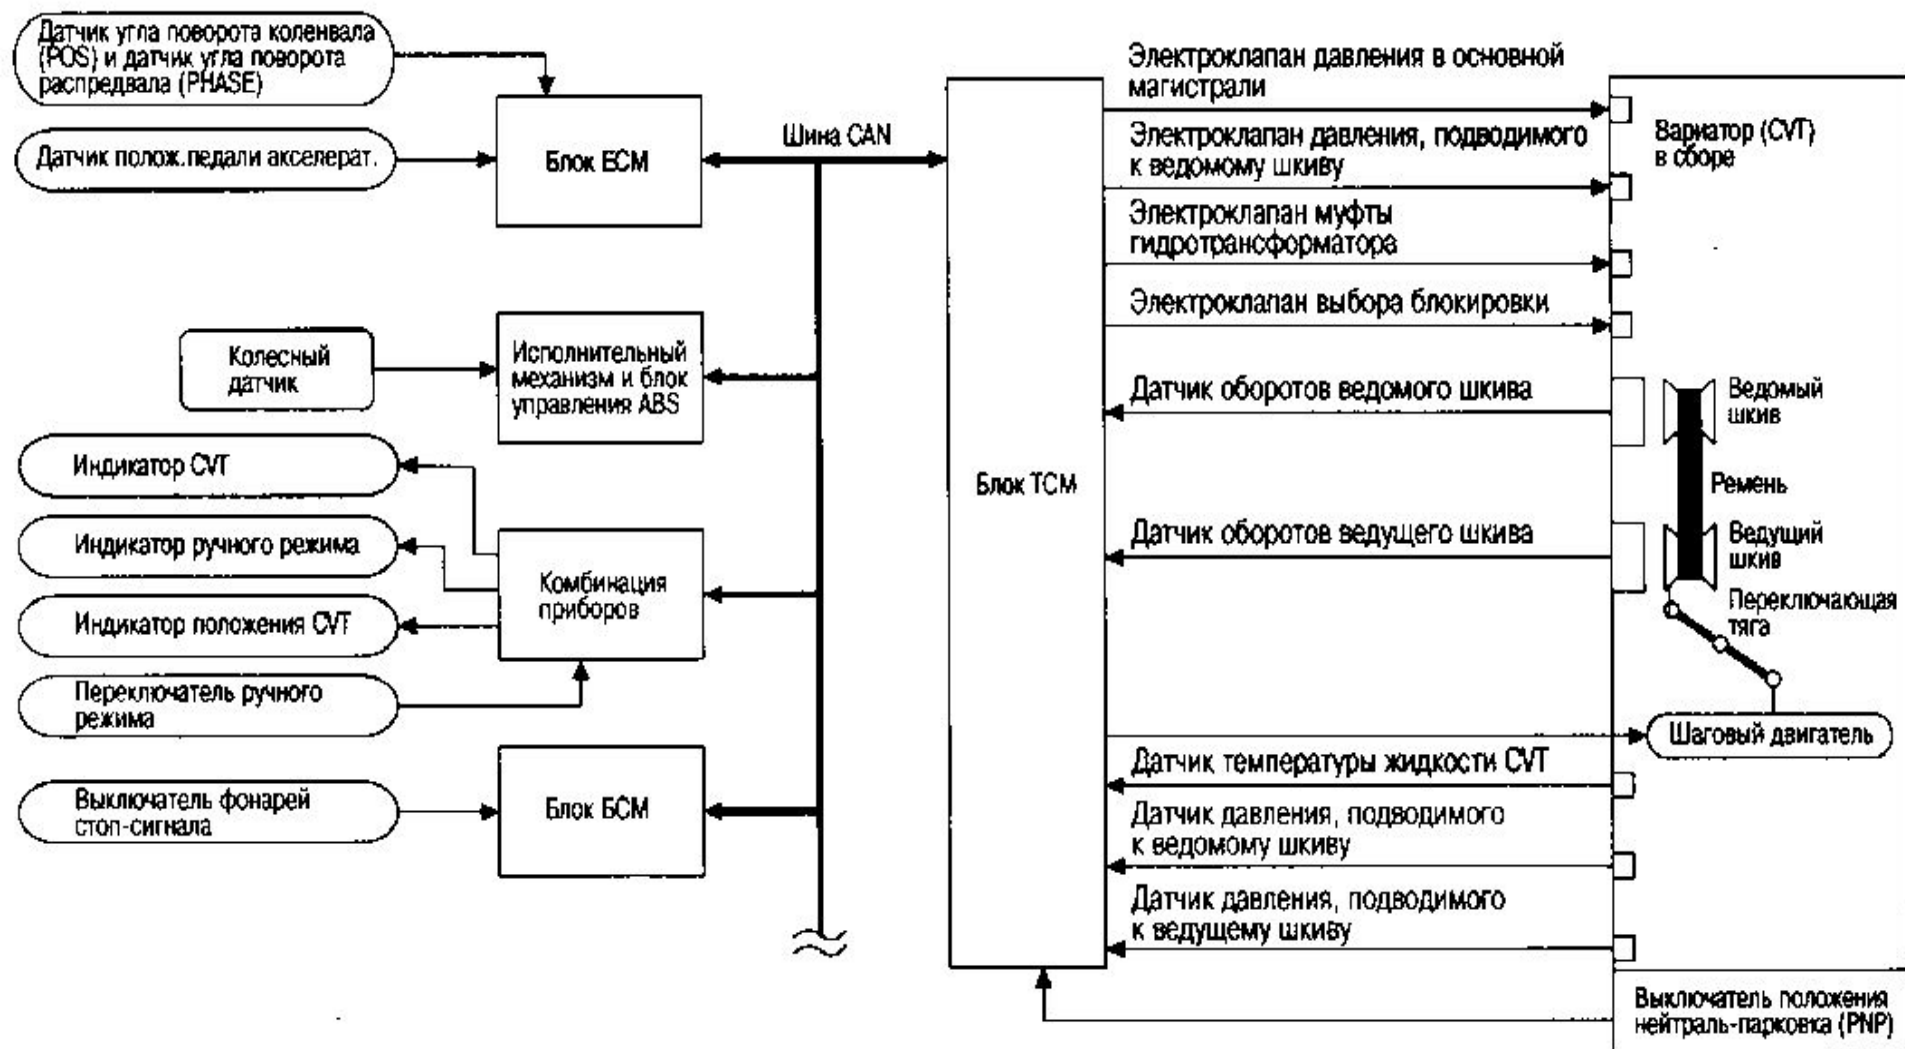 Датчик угла поворота коленвала
(POS) и датчик угла поворота
распредвала (PHASE)
Датчик полож.педали акселерат.
Блок ECM
Шина CAN
Колесный
датчик
Исполнительный
механизм и блок
управления ABS
Индикатор CVT
Индикатор ручного режима
Индикатор положения CVT
Переключатель ручного
режима
Комбинация
приборов
Выключатель фонарей
стоп-сигнала
Блок БСМ
Блок TCM
Электроклапан давления в основной
магистрали
Электроклапан давления, подводимого
к ведомому шкиву
Электроклапан муфты
гидротрансформатора
Электроклапан выбора блокировки
Датчик оборотов ведомого шкива
Датчик оборотов ведущего шкива
Датчик температуры жидкости CVT
Датчик давления, подводимого
к ведомому шкиву
Датчик давления, подводимого
к ведущему шкиву
Вариатор (CVT)
в сборе
Ведомый
шкив
Ремень
Ведущий
шкив
Переключающая
тяга
Шаговый двигатель
Выключатель положения
нейтраль-парковка (PNP)